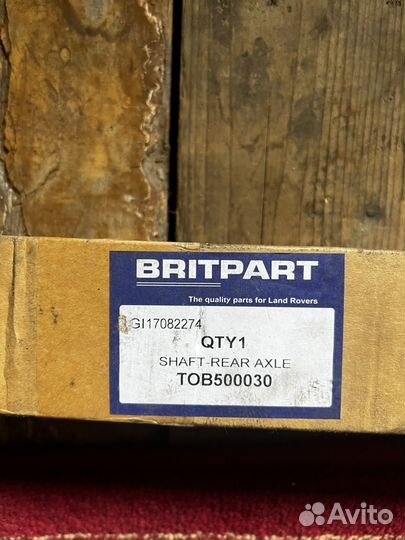 BRITPART
The quality parts for Land Rovers
GI17082274
QTY1
SHAFT-REAR AXLE
TOB500030
Avito